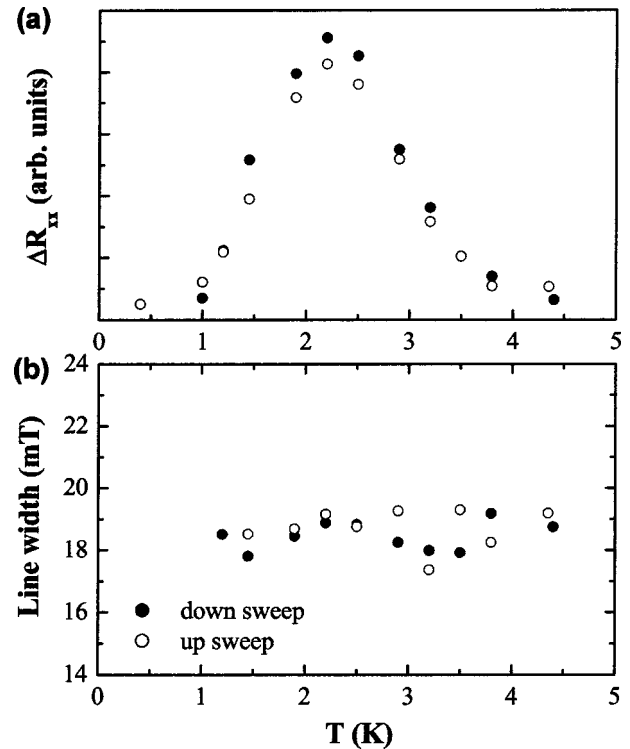 (a)
ΔR_xx (arb. units)
0 1 2 3 4 5
(b)
24
22
20
18
16
14
Line width (mT)
down sweep
up sweep
0 1 2 3 4 5
T (K)